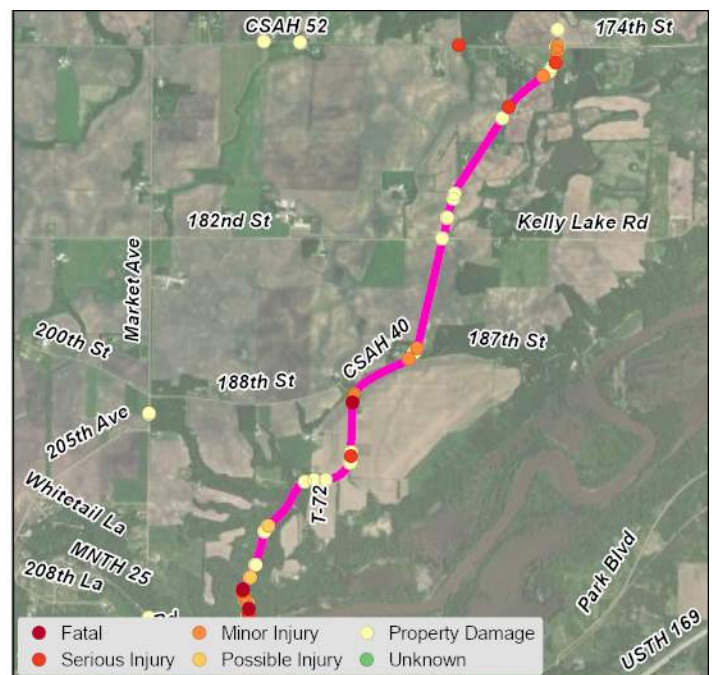 CSAH 52
174th St
182nd St
Kelly Lake Rd
Market Ave
200th St
CSAH 40
187th St
188th St
205th Ave
Whitetail La
T-72
MNTH 25
208th La
Park Blvd
Rd
USTH 169
Fatal
Minor Injury
Property Damage
Serious Injury
Possible Injury
Unknown